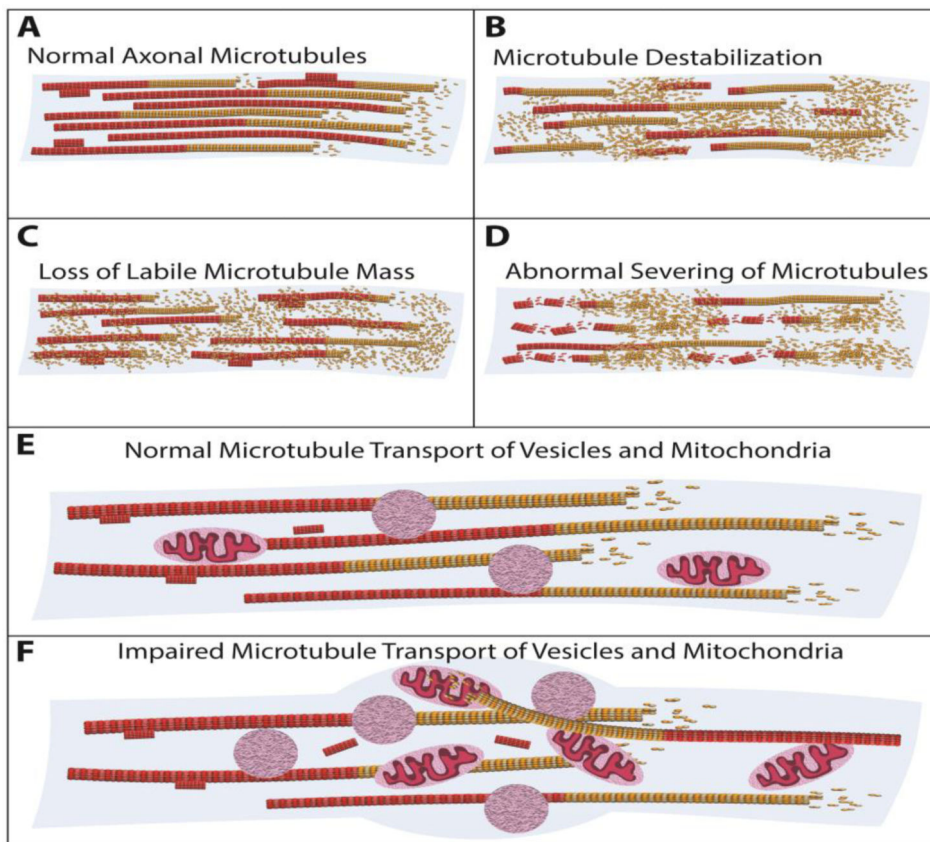 A
Normal Axonal Microtubules
B
Microtubule Destabilization
C
Loss of Labile Microtubule Mass
D
Abnormal Severing of Microtubules
E
Normal Microtubule Transport of Vesicles and Mitochondria
F
Impaired Microtubule Transport of Vesicles and Mitochondria